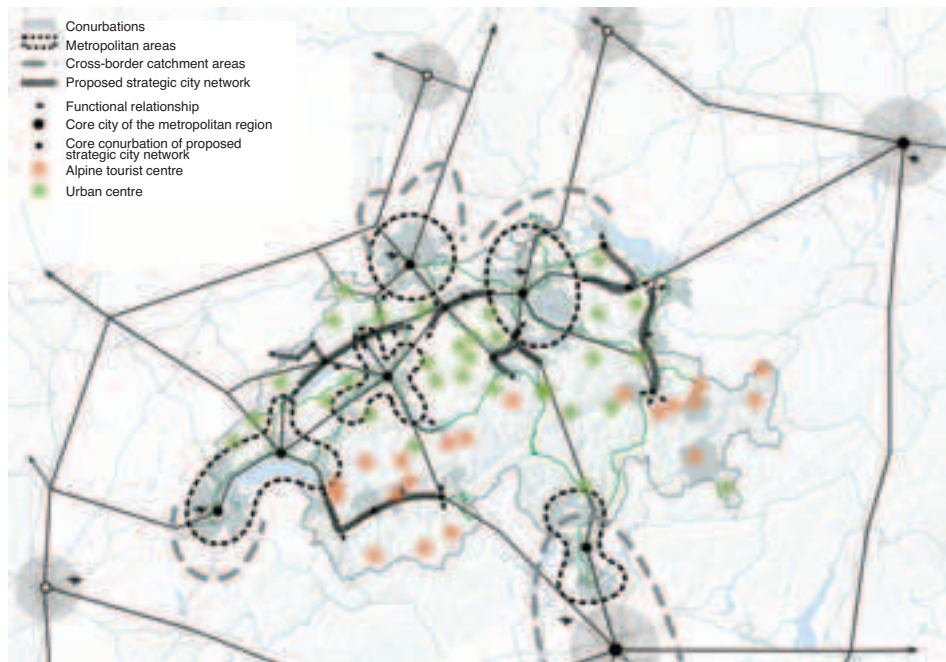 Conurbations
Metropolitan areas
Cross-border catchment areas
Proposed strategic city network
Functional relationship
Core city of the metropolitan region
Core conurbation of proposed
strategic city network
Alpine tourist centre
Urban centre